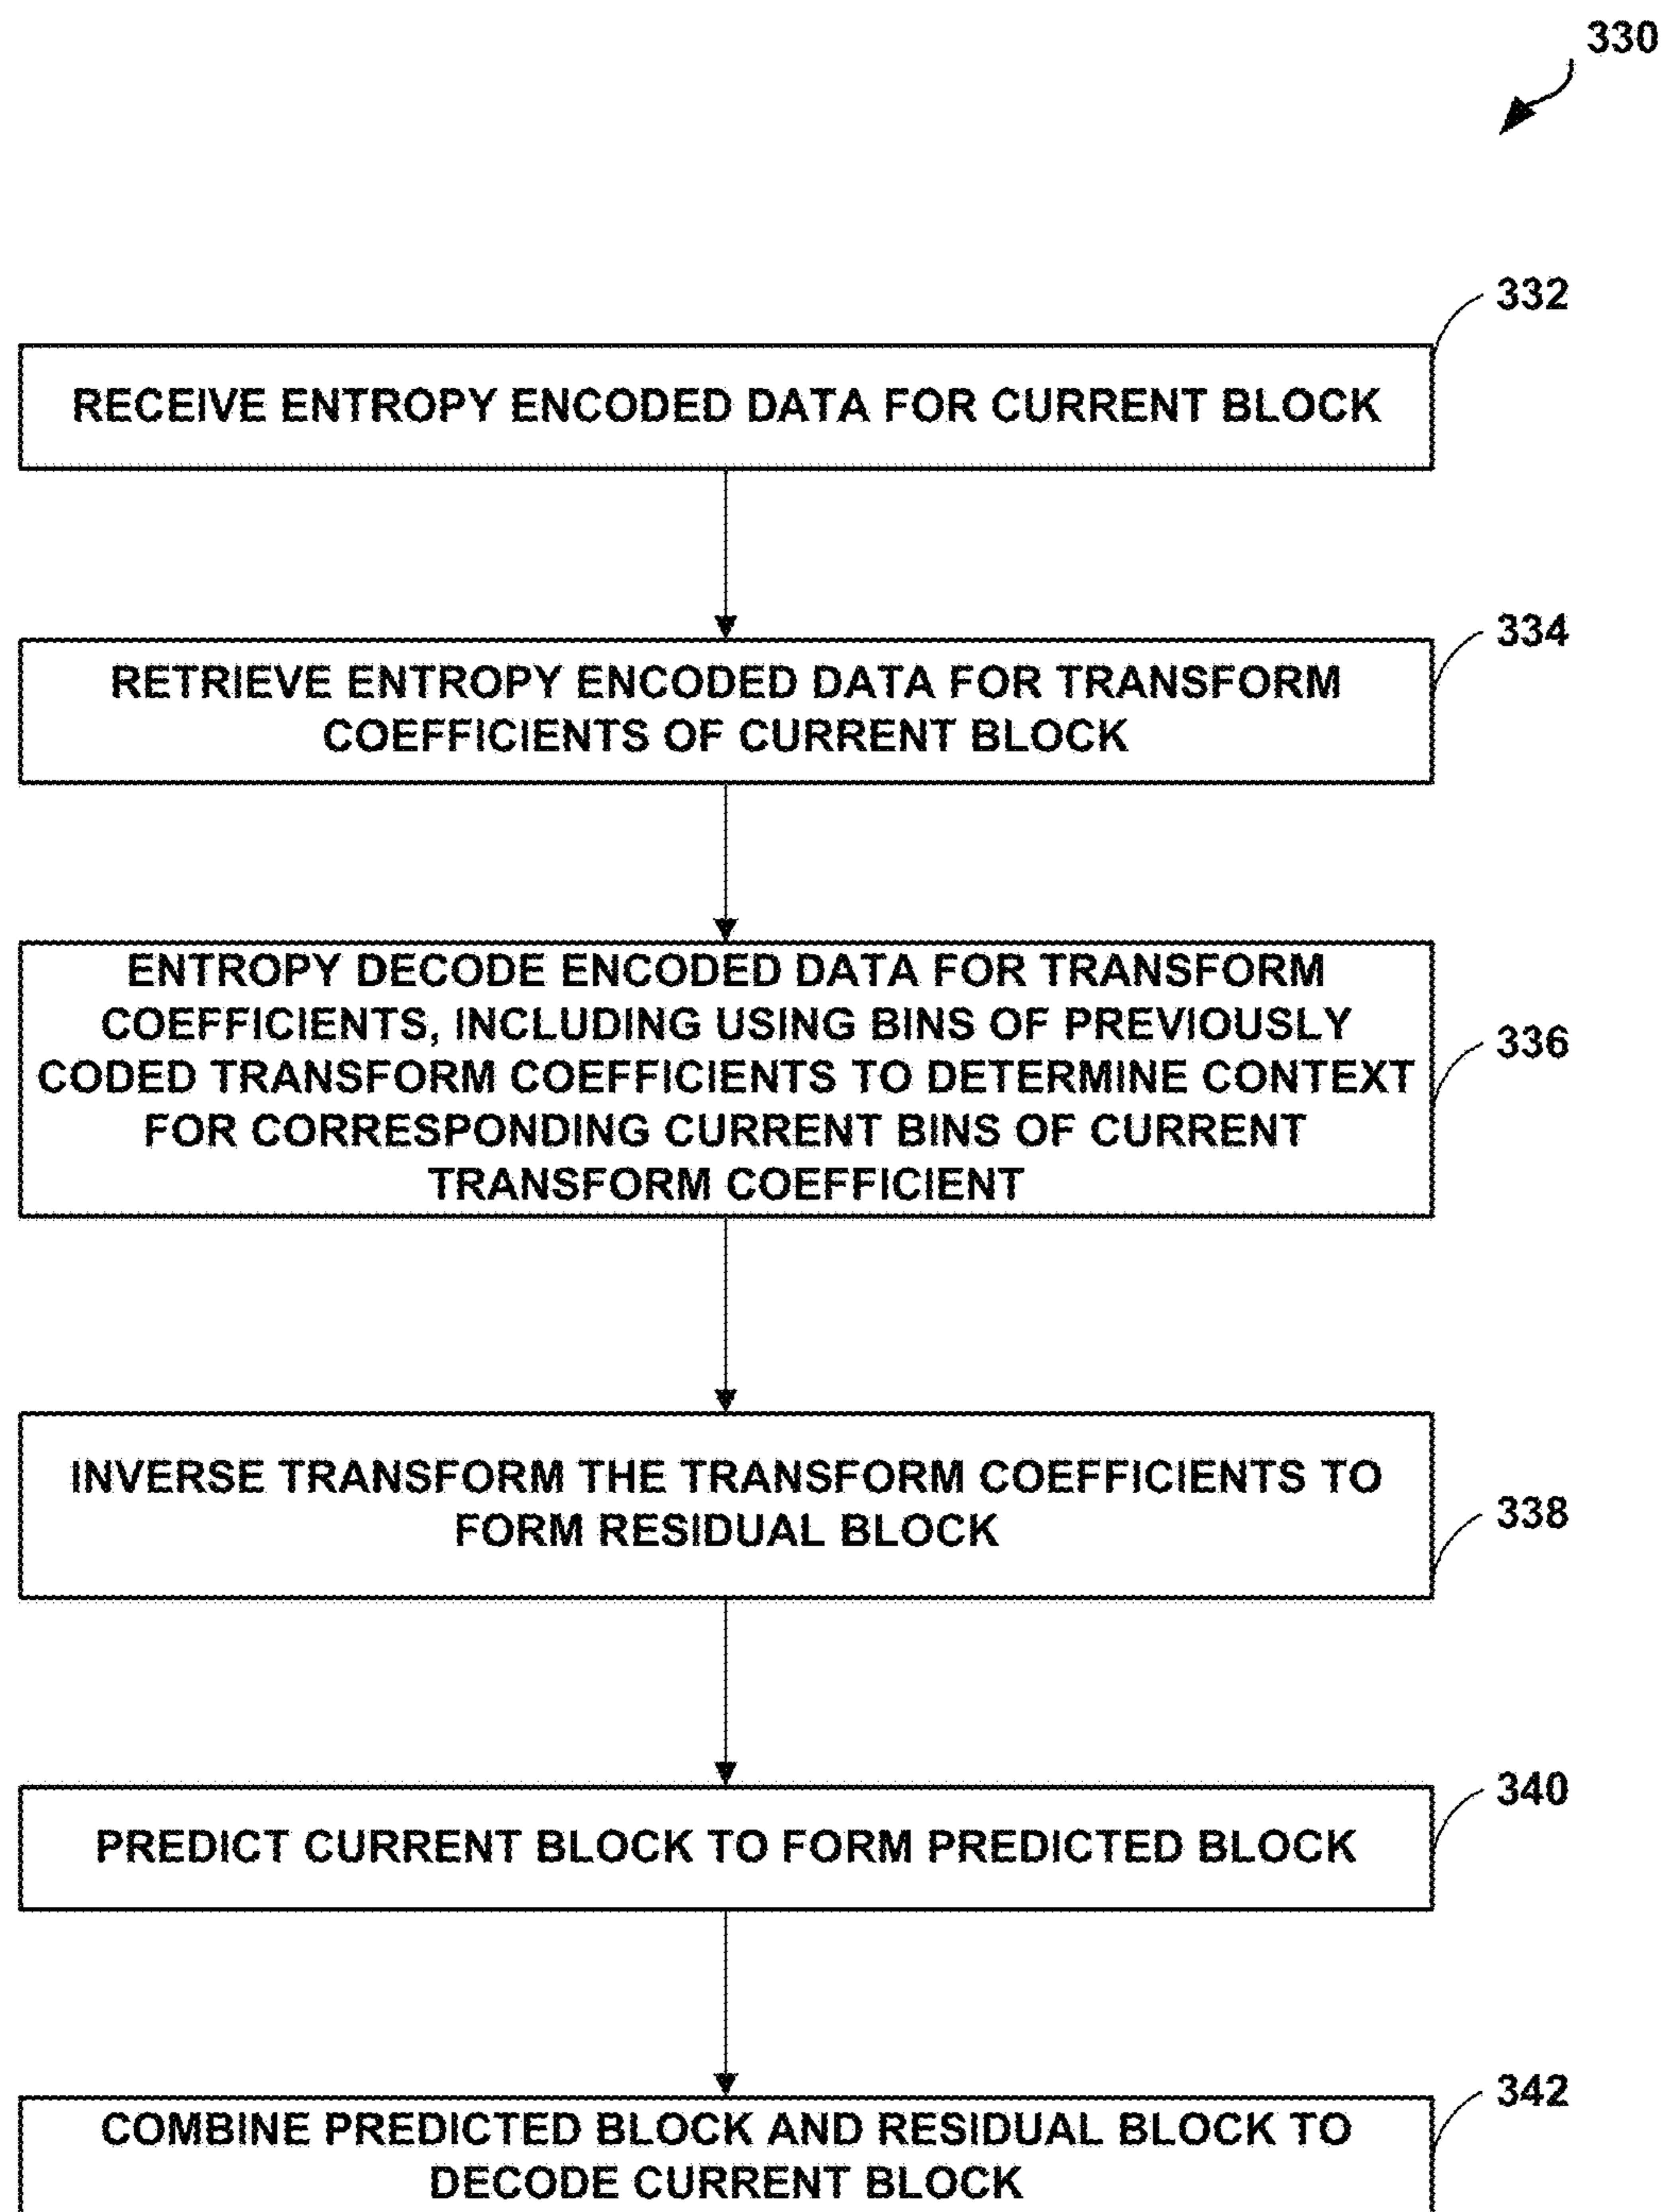 330
332
RECEIVE ENTROPY ENCODED DATA FOR CURRENT BLOCK
334
RETRIEVE ENTROPY ENCODED DATA FOR TRANSFORM
COEFFICIENTS OF CURRENT BLOCK
ENTROPY DECODE ENCODED DATA FOR TRANSFORM
COEFFICIENTS, INCLUDING USING BINS OF PREVIOUSLY
CODED TRANSFORM COEFFICIENTS TO DETERMINE CONTEXT
FOR CORRESPONDING CURRENT BINS OF CURRENT
TRANSFORM COEFFICIENT
336
INVERSE TRANSFORM THE TRANSFORM COEFFICIENTS TO
FORM RESIDUAL BLOCK
338
340
PREDICT CURRENT BLOCK TO FORM PREDICTED BLOCK
342
COMBINE PREDICTED BLOCK AND RESIDUAL BLOCK TO
DECODE CURRENT BLOCK